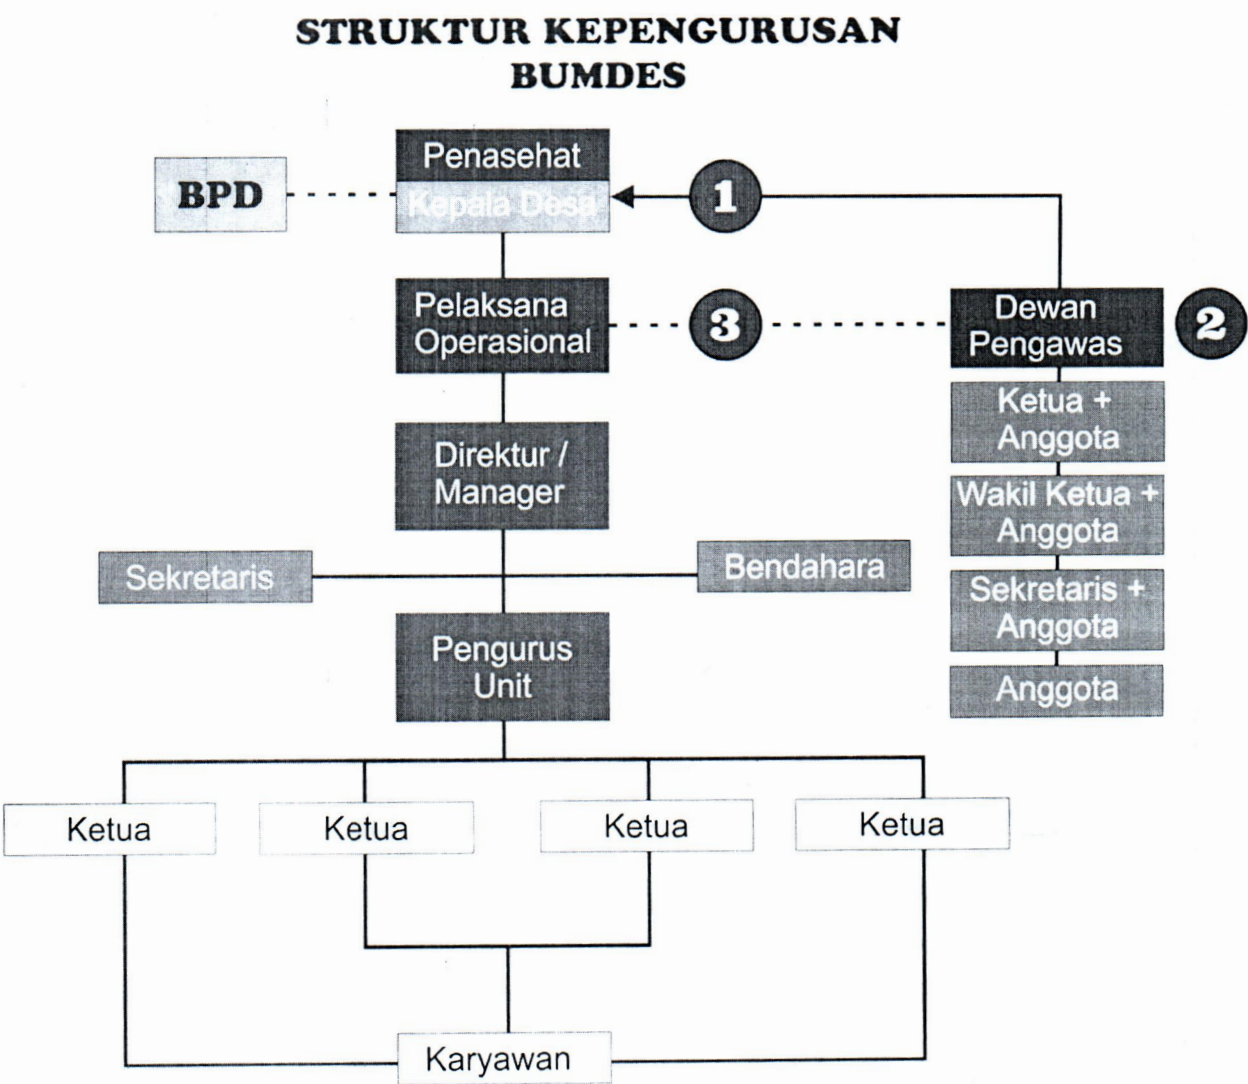 STRUKTUR KEPENGURUSAN
BUMDES
Penasehat
BPD
Kepala Desa
1
Pelaksana
Operasional
3
Dewan
Pengawas
2
Ketua +
Anggota
Direktur /
Manager
Wakil Ketua +
Anggota
Sekretaris
Bendahara
Sekretaris +
Anggota
Pengurus
Unit
Anggota
Ketua
Ketua
Ketua
Ketua
Karyawan